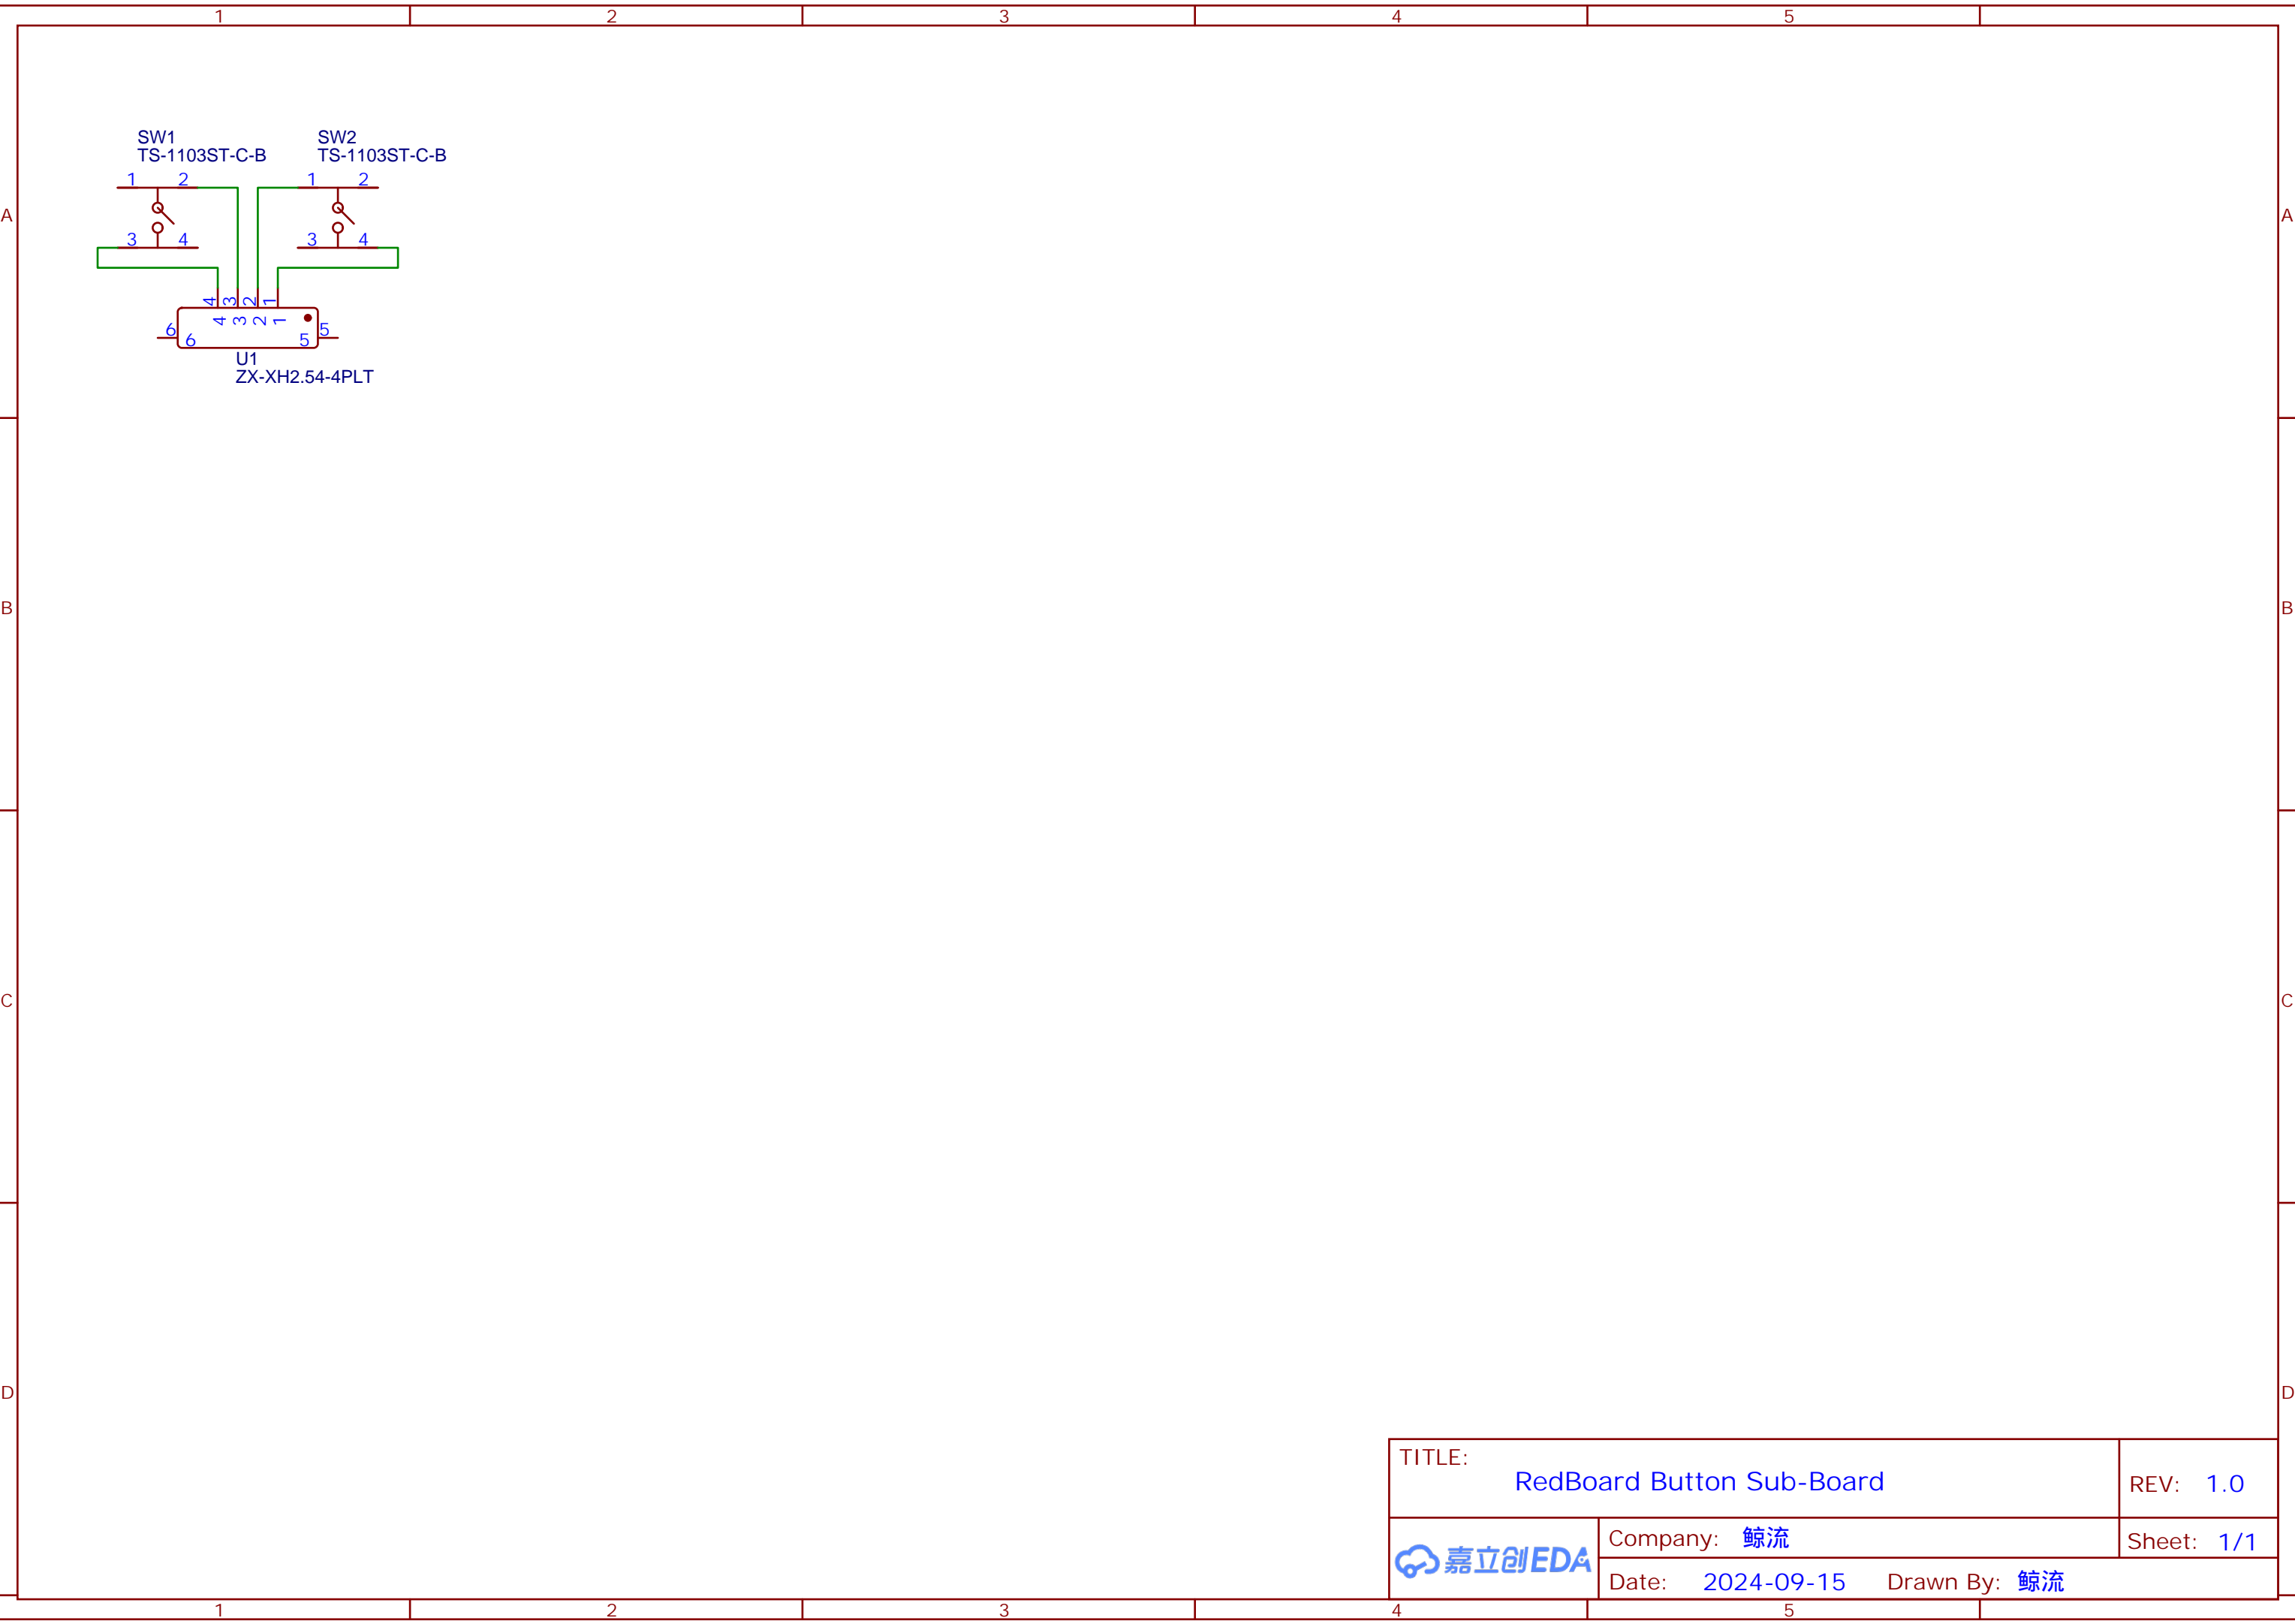 1 2 3 4 5
SW1
TS-1103ST-C-B
SW2
TS-1103ST-C-B
1 2 1 2
A A
3 4 3 4
4 3 2 1
4 3 2 1
6 5
6 5
U1
ZX-XH2.54-4PLT
B B
C C
D D
TITLE:
RedBoard Button Sub-Board
REV: 1.0
Company: 鲸流
Sheet: 1/1
嘉立创EDA
Date: 2024-09-15 Drawn By: 鲸流
1 2 3 4 5